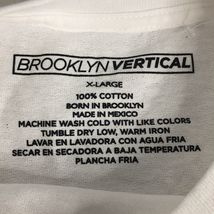 BROOKLYN VERTICAL
X-LARGE
100% COTTON
BORN IN BROOKLYN
MADE IN MEXICO
MACHINE WASH COLD WITH LIKE COLORS
TUMBLE DRY LOW, WARM IRON
LAVAR EN LAVADORA CON AGUA FRIA
SECAR EN SECADORA A BAJA TEMPERATURA
PLANCHA FRIA